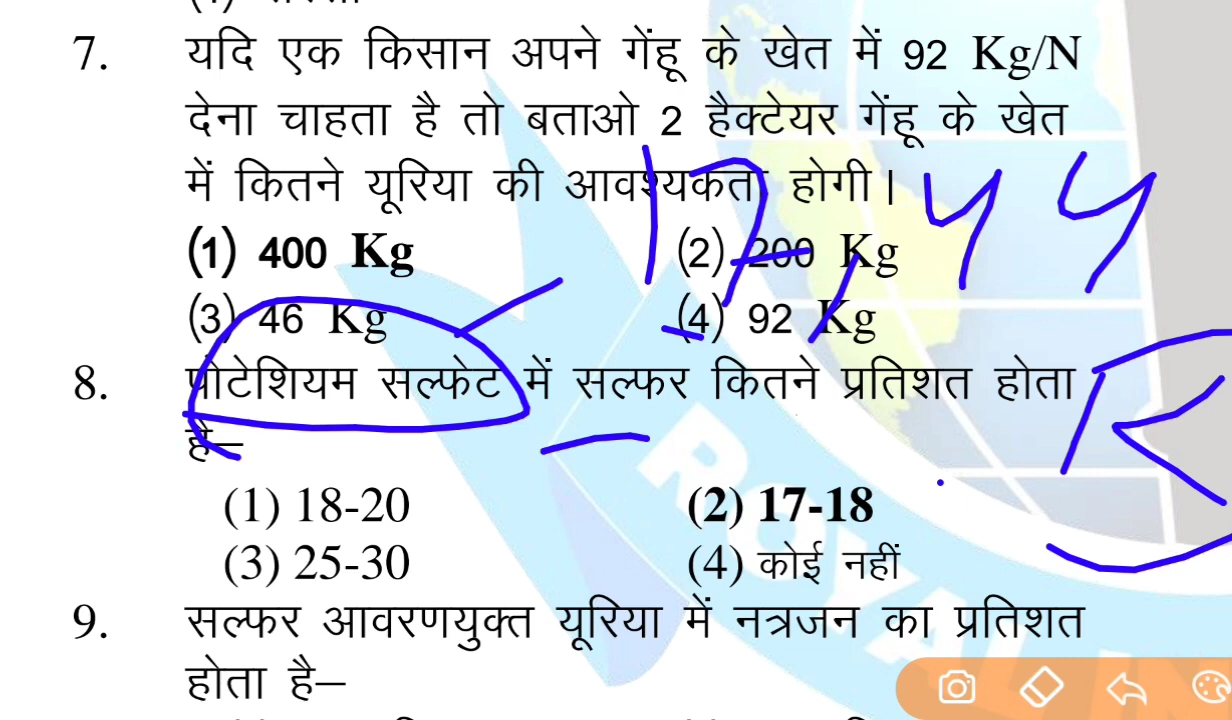 7. यदि एक किसान अपने गेंहू के खेत में 92 Kg/N
देना चाहता है तो बताओ 2 हैक्टेयर गेंहू के खेत
में कितने यूरिया की आवश्यकता होगी।
(1) 400 Kg (2) 200 Kg
(3) 46 Kg (4) 92 Kg
8. पोटेशियम सल्फेट में सल्फर कितने प्रतिशत होता
है–
(1) 18-20 (2) 17-18
(3) 25-30 (4) कोई नहीं
9. सल्फर आवरणयुक्त यूरिया में नत्रजन का प्रतिशत
होता है–
ROYAL